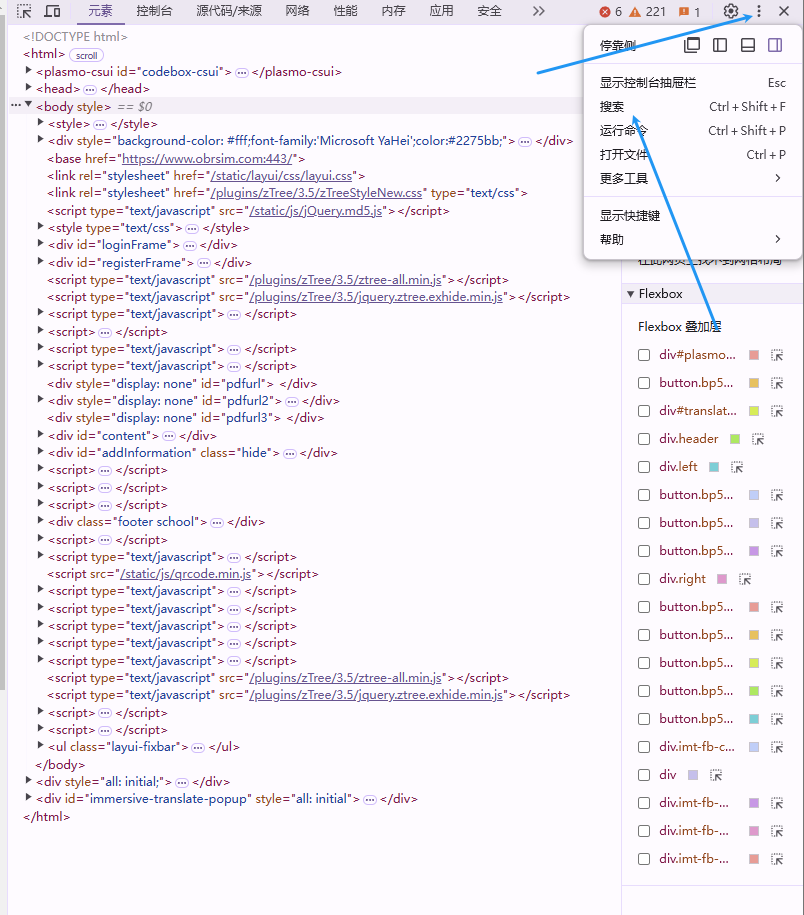 元素 控制台 源代码/来源 网络 性能 内存 应用 安全 6 221 1
<!DOCTYPE html>
<html> scroll
<plasmo-csui id="codebox-csui"> … </plasmo-csui>
<head> … </head>
<body style> == $0
<style> … </style>
<div style="background-color: #fff;font-family:'Microsoft YaHei';color:#2275bb;"> … </div>
<base href="https://www.obrsim.com:443/">
<link rel="stylesheet" href="/static/layui/css/layui.css">
<link rel="stylesheet" href="/plugins/zTree/3.5/zTreeStyleNew.css" type="text/css">
<script type="text/javascript" src="/static/js/jQuery.md5.js"></script>
<style type="text/css"> … </style>
<div id="loginFrame"> … </div>
<div id="registerFrame"> … </div>
<script type="text/javascript" src="/plugins/zTree/3.5/ztree-all.min.js"></script>
<script type="text/javascript" src="/plugins/zTree/3.5/jquery.ztree.exhide.min.js"></script>
<script type="text/javascript"> … </script>
<script> … </script>
<script type="text/javascript"> … </script>
<script type="text/javascript"> … </script>
<div style="display: none" id="pdfurl"> </div>
<div style="display: none" id="pdfurl2"> … </div>
<div style="display: none" id="pdfurl3"> </div>
<div id="content"> … </div>
<div id="addInformation" class="hide"> … </div>
<script> … </script>
<script> … </script>
<script> … </script>
<div class="footer school"> … </div>
<script> … </script>
<script type="text/javascript"> … </script>
<script src="/static/js/qrcode.min.js"></script>
<script type="text/javascript"> … </script>
<script type="text/javascript"> … </script>
<script type="text/javascript"> … </script>
<script type="text/javascript"> … </script>
<script type="text/javascript"> … </script>
<script type="text/javascript" src="/plugins/zTree/3.5/ztree-all.min.js"></script>
<script type="text/javascript" src="/plugins/zTree/3.5/jquery.ztree.exhide.min.js"></script>
<script> … </script>
<script> … </script>
<ul class="layui-fixbar"> … </ul>
</body>
<div style="all: initial;"> … </div>
<div id="immersive-translate-popup" style="all: initial"> … </div>
</html>
停靠侧
显示控制台抽屉栏 Esc
搜索 Ctrl + Shift + F
运行命令 Ctrl + Shift + P
打开文件 Ctrl + P
更多工具
显示快捷键
帮助
在此网页上找不到网格布局
Flexbox
Flexbox 叠加层
div#plasmo...
button.bp5...
div#translat...
div.header
div.left
button.bp5...
button.bp5...
button.bp5...
div.right
button.bp5...
button.bp5...
button.bp5...
button.bp5...
button.bp5...
div.imt-fb-c...
div
div.imt-fb-...
div.imt-fb-...
div.imt-fb-...